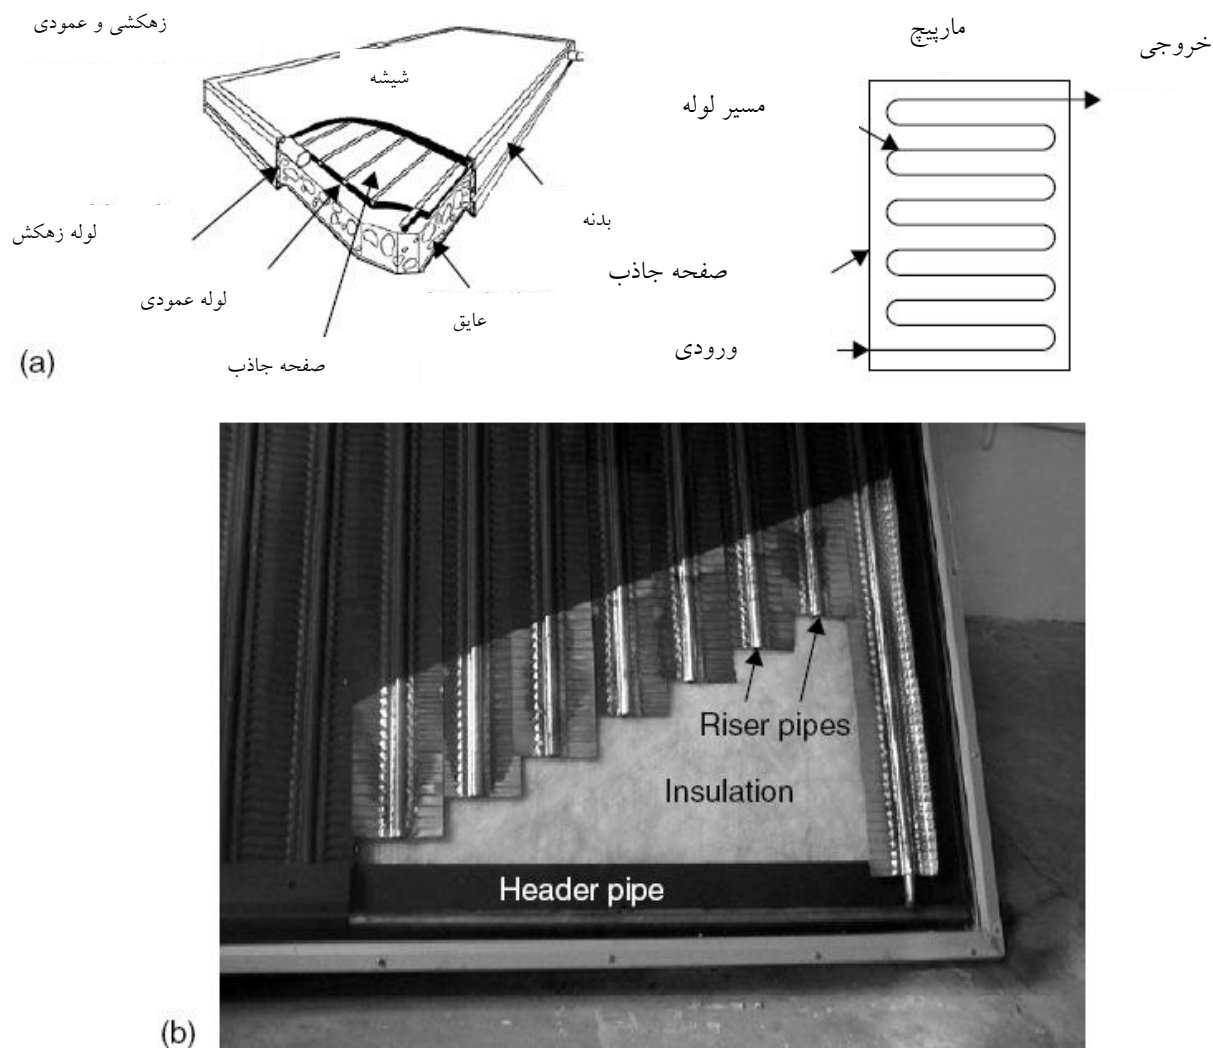 زهکشی و عمودی
شیشه
لوله زهکش
لوله عمودی
صفحه جاذب
عایق
بدنه
(a)
مارپیچ
خروجی
مسیر لوله
صفحه جاذب
ورودی
Riser pipes
Insulation
Header pipe
(b)